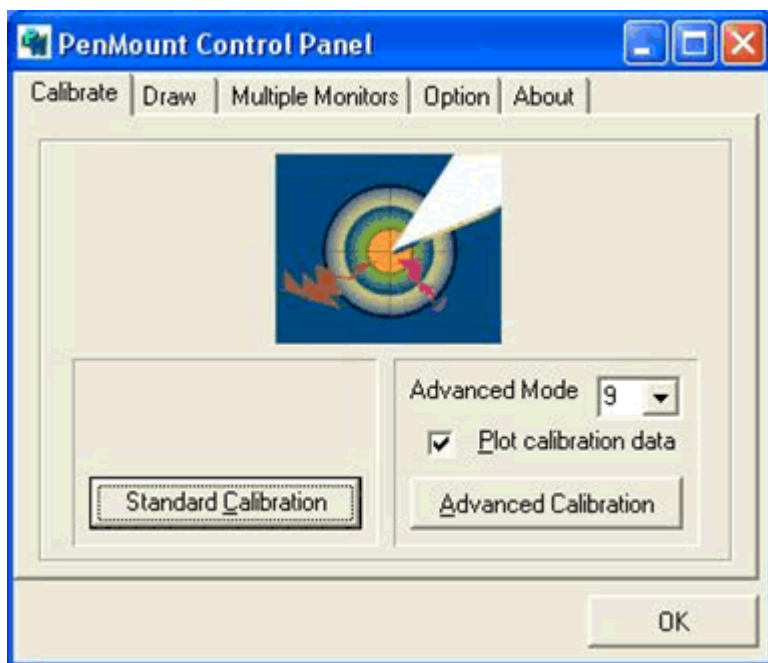 PenMount Control Panel
Calibrate Draw Multiple Monitors Option About
Advanced Mode 9
Plot calibration data
Standard Calibration Advanced Calibration
OK